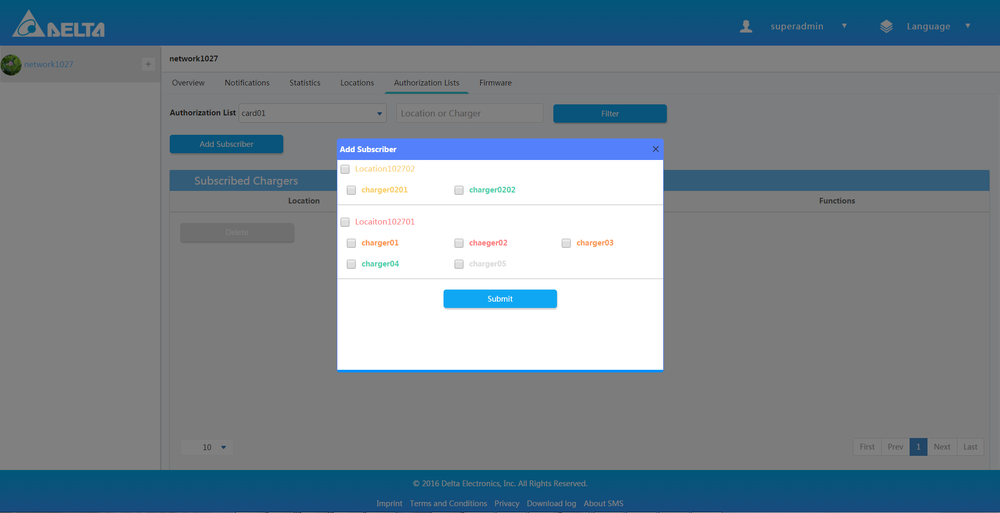 DELTA
superadmin
Language
network1027
+
network1027
Overview Notifications Statistics Locations Authorization Lists Firmware
Authorization List card01 Location or Charger Filter
Add Subscriber
Add Subscriber
Location102702
charger0201 charger0202
Locaiton102701
charger01 chaeger02 charger03
charger04 charger05
Submit
Subscribed Chargers
Location Functions
Delete
10
First Prev 1 Next Last
© 2016 Delta Electronics, Inc. All Rights Reserved.
Imprint Terms and Conditions Privacy Download log About SMS